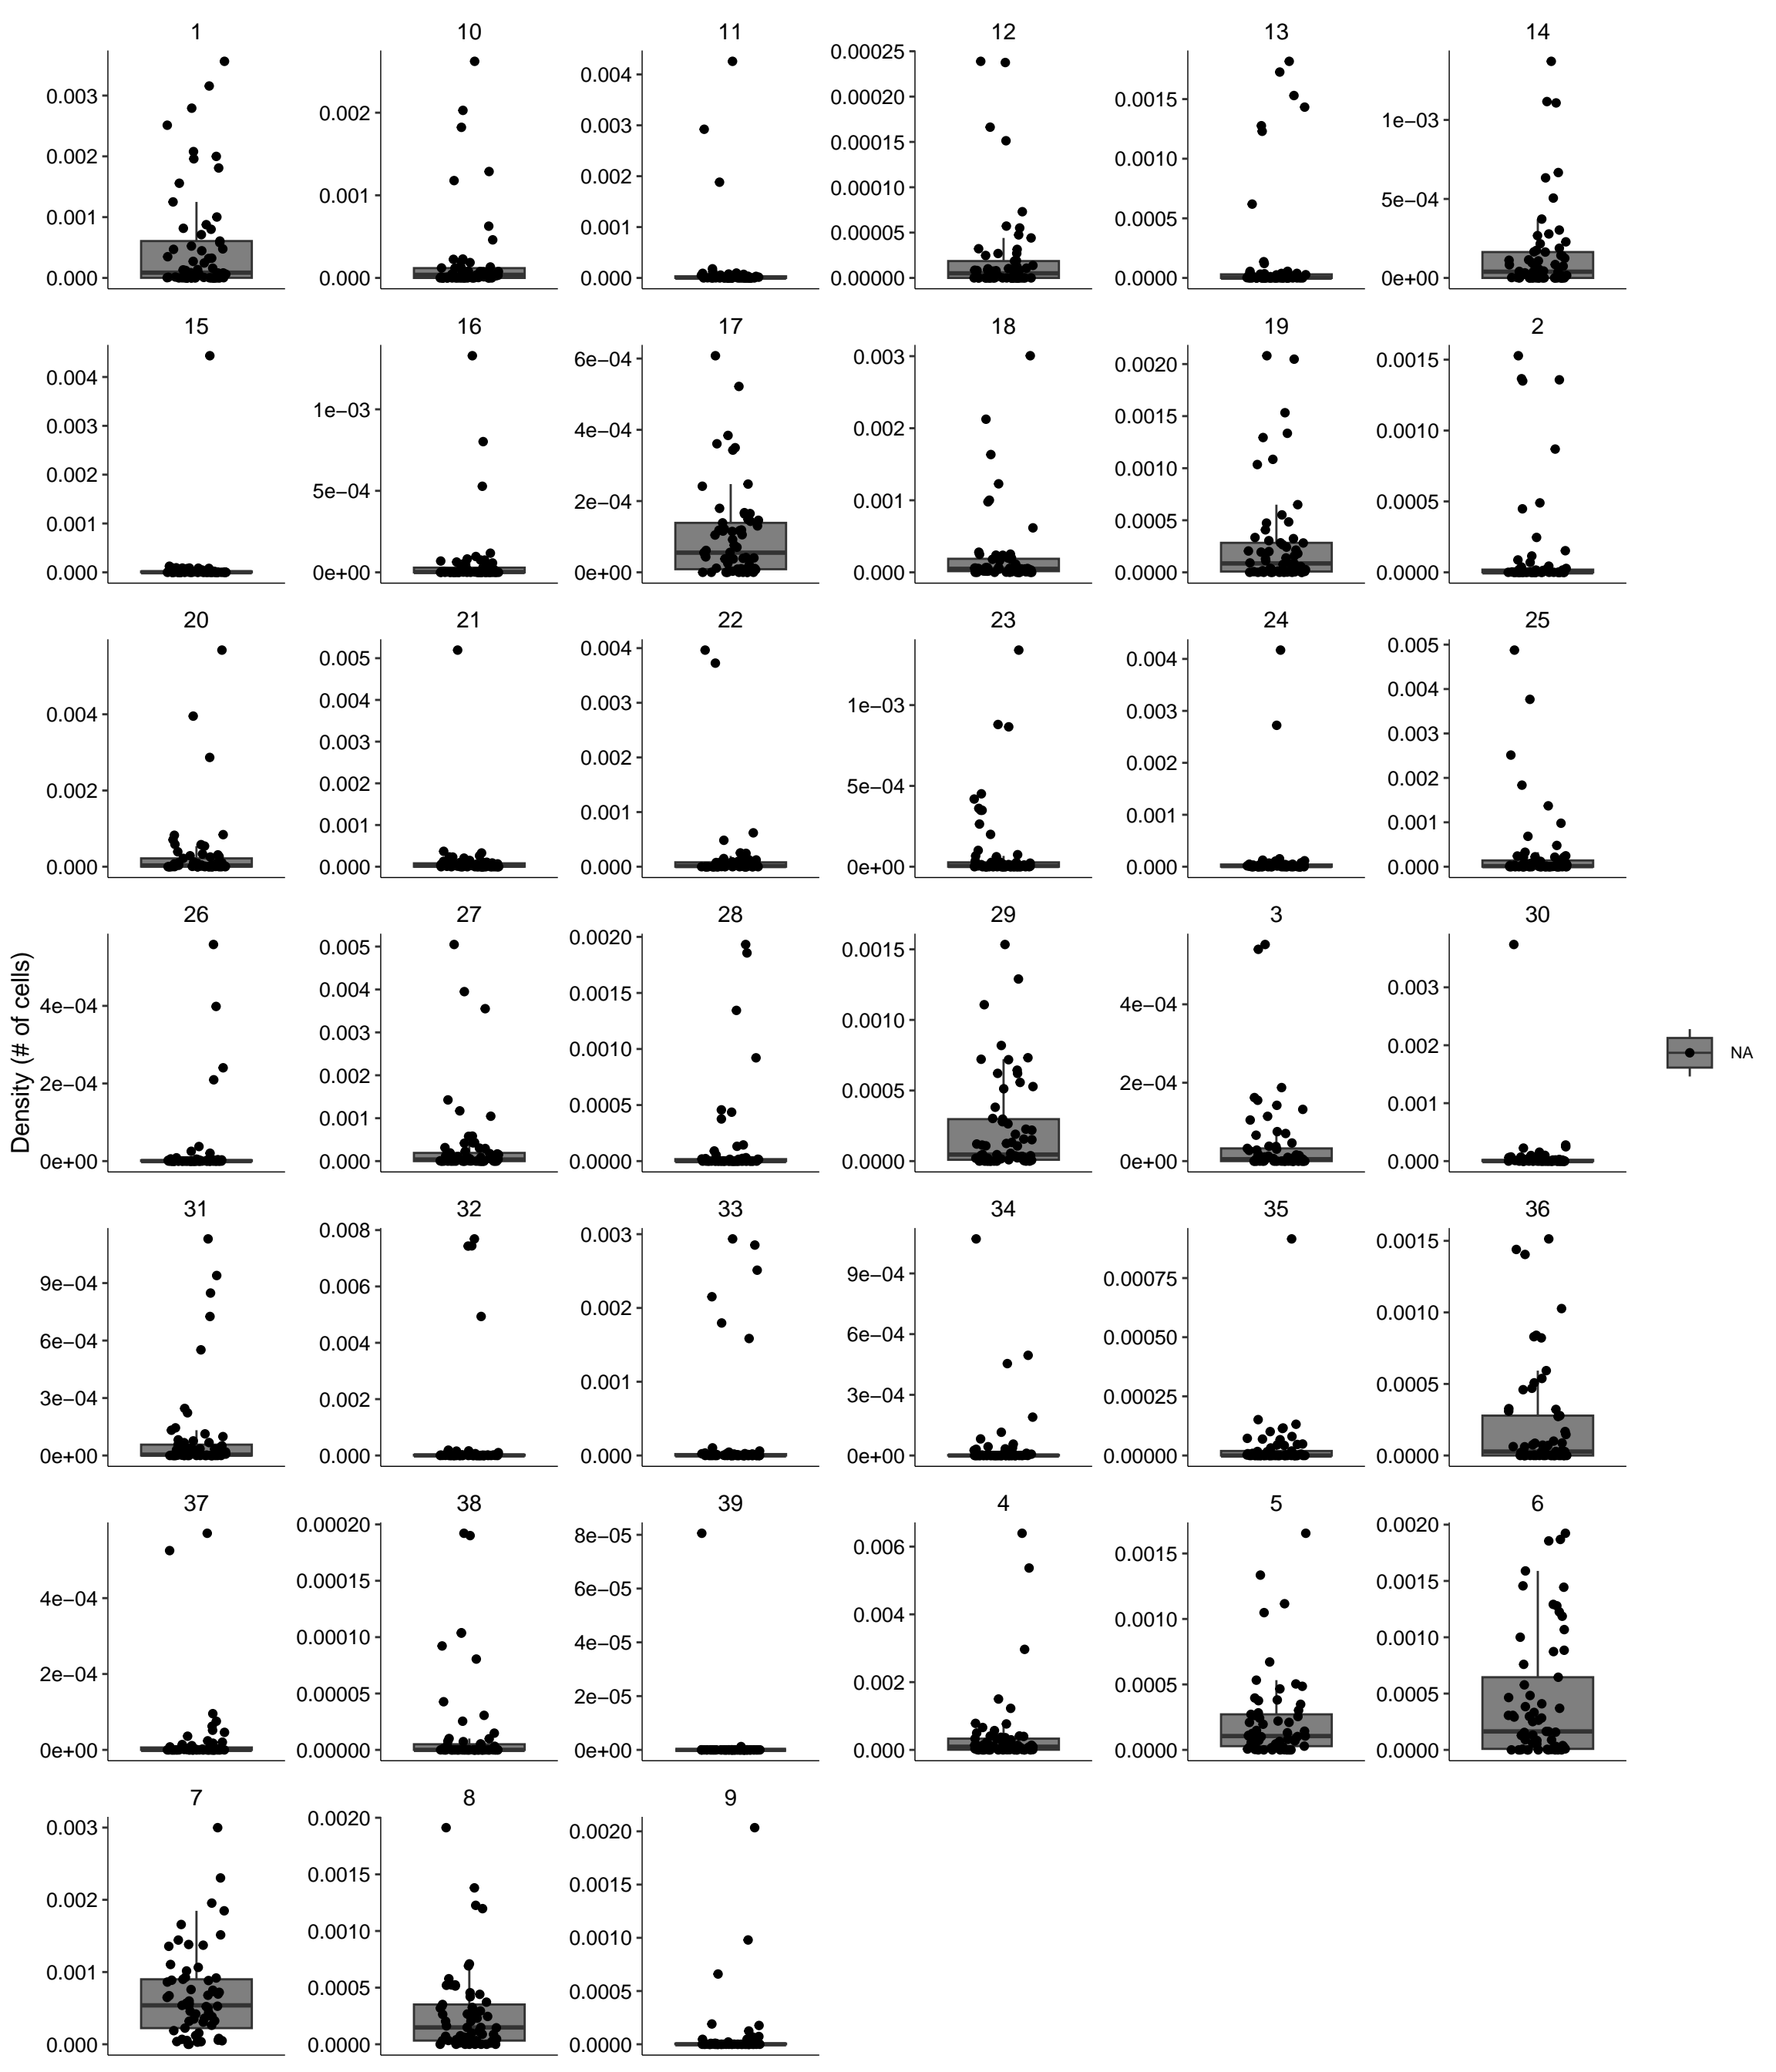 1 10 11 12 13 14
0.003 0.002 0.001 0.000
0.002 0.001 0.000
0.004 0.003 0.002 0.001 0.000
0.00025 0.00020 0.00015 0.00010 0.00005 0.00000
0.0015 0.0010 0.0005 0.0000
1e−03 5e−04 0e+00
15 16 17 18 19 2
0.004 0.003 0.002 0.001 0.000
1e−03 5e−04 0e+00
6e−04 4e−04 2e−04 0e+00
0.003 0.002 0.001 0.000
0.0020 0.0015 0.0010 0.0005 0.0000
0.0015 0.0010 0.0005 0.0000
20 21 22 23 24 25
0.004 0.002 0.000
0.005 0.004 0.003 0.002 0.001 0.000
0.004 0.003 0.002 0.001 0.000
1e−03 5e−04 0e+00
0.004 0.003 0.002 0.001 0.000
0.005 0.004 0.003 0.002 0.001 0.000
Density (# of cells)
26 27 28 29 3 30
4e−04 2e−04 0e+00
0.005 0.004 0.003 0.002 0.001 0.000
0.0020 0.0015 0.0010 0.0005 0.0000
0.0015 0.0010 0.0005 0.0000
4e−04 2e−04 0e+00
0.003 0.002 0.001 0.000
NA
31 32 33 34 35 36
9e−04 6e−04 3e−04 0e+00
0.008 0.006 0.004 0.002 0.000
0.003 0.002 0.001 0.000
9e−04 6e−04 3e−04 0e+00
0.00075 0.00050 0.00025 0.00000
0.0015 0.0010 0.0005 0.0000
37 38 39 4 5 6
4e−04 2e−04 0e+00
0.00020 0.00015 0.00010 0.00005 0.00000
8e−05 6e−05 4e−05 2e−05 0e+00
0.006 0.004 0.002 0.000
0.0015 0.0010 0.0005 0.0000
0.0020 0.0015 0.0010 0.0005 0.0000
7 8 9
0.003 0.002 0.001 0.000
0.0020 0.0015 0.0010 0.0005 0.0000
0.0020 0.0015 0.0010 0.0005 0.0000